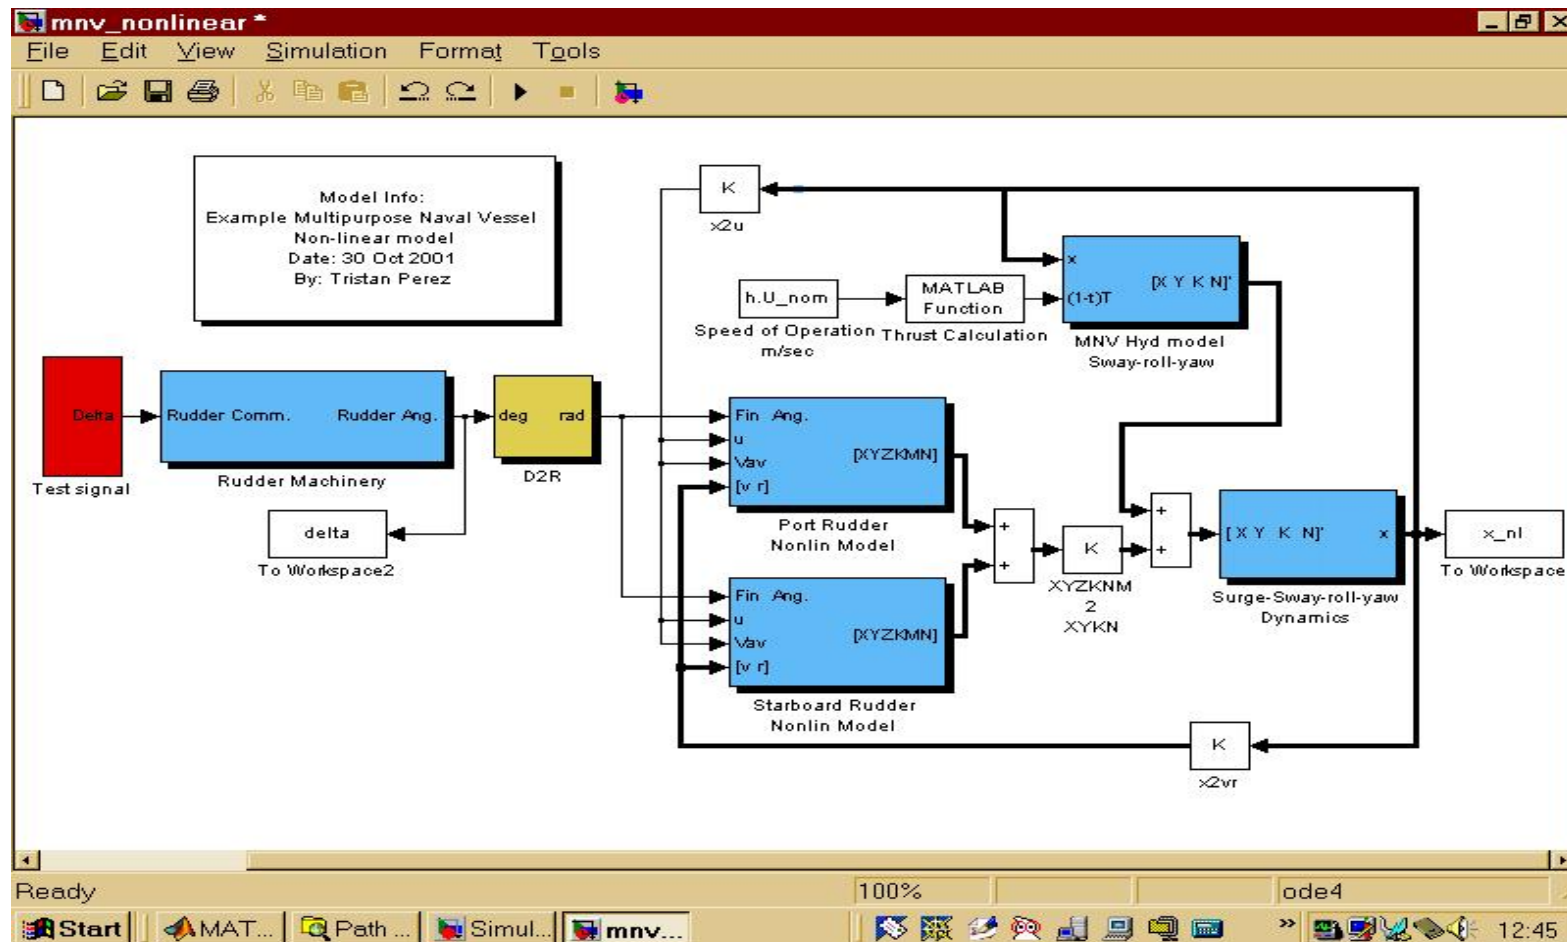 mnv_nonlinear *
File Edit View Simulation Format Tools
Model Info:
Example Multipurpose Naval Vessel
Non-linear model
Date: 30 Oct 2001
By: Tristan Perez
K
x2u
h.U_nom
Speed of Operation
m/sec
MATLAB
Function
Thrust Calculation
x
(1-t)T
[X Y K N]'
MNV Hyd model
Sway-roll-yaw
Delta
Test signal
Rudder Comm.
Rudder Ang.
Rudder Machinery
deg
rad
D2R
delta
To Workspace2
Fin Ang.
u
Vav
[v r]
[XYZKMN]
Port Rudder
Nonlin Model
Fin Ang.
u
Vav
[v r]
[XYZKMN]
Starboard Rudder
Nonlin Model
+
+
K
XYZKNM
2
XYKN
+
+
[X Y K N]'
x
Surge-Sway-roll-yaw
Dynamics
x_nl
To Workspace
K
x2vr
Ready
100%
ode4
Start
MAT...
Path ...
Simul...
mnv...
»
12:45